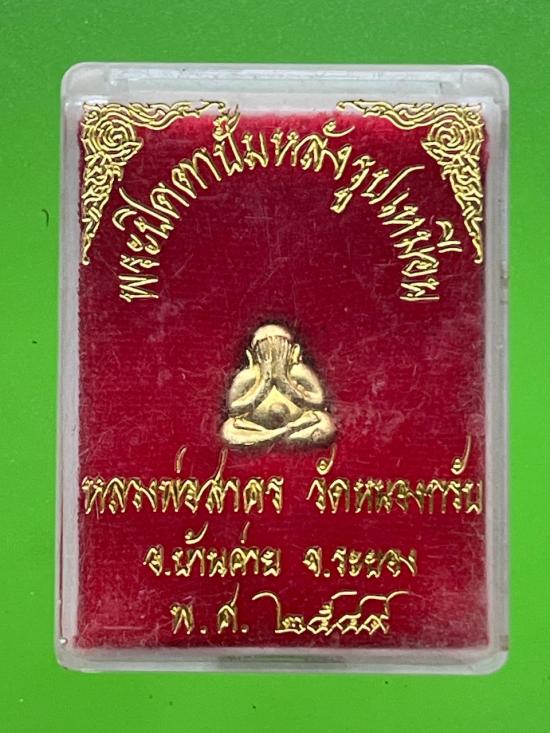 พระปิดตาปั๊มหลังรูปเหมือน
หลวงพ่อสาคร วัดหนองกรับ
อ.บ้านค่าย จ.ระยอง
พ.ศ. ๒๕๔๙